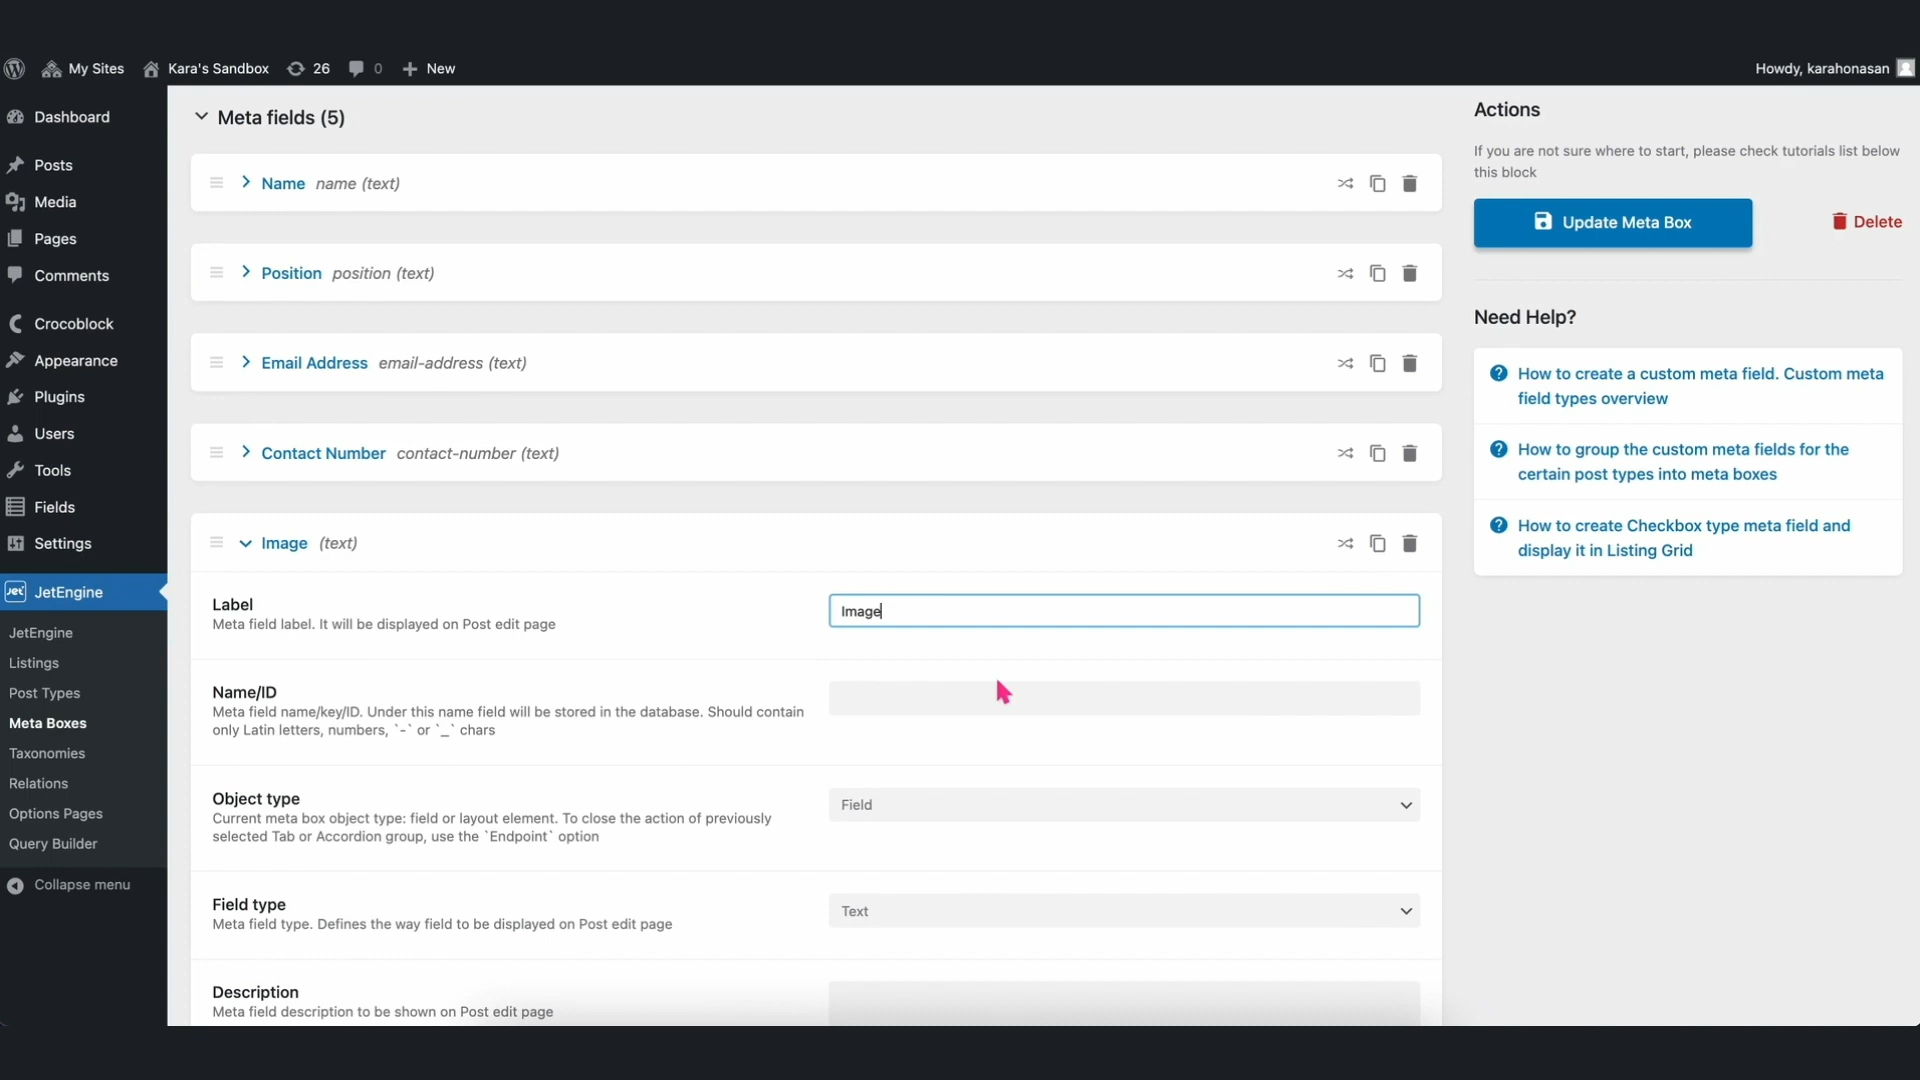 My Sites
Kara's Sandbox
26
0
New
Howdy, karahonasan
Dashboard
Posts
Media
Pages
Comments
Crocoblock
Appearance
Plugins
Users
Tools
Fields
Settings
Jet JetEngine
JetEngine
Listings
Post Types
Meta Boxes
Taxonomies
Relations
Options Pages
Query Builder
Collapse menu
Meta fields (5)
Name name (text)
Position position (text)
Email Address email-address (text)
Contact Number contact-number (text)
Image (text)
Label
Meta field label. It will be displayed on Post edit page
Image
Name/ID
Meta field name/key/ID. Under this name field will be stored in the database. Should contain
only Latin letters, numbers, `-` or `_` chars
Object type
Current meta box object type: field or layout element. To close the action of previously
selected Tab or Accordion group, use the `Endpoint` option
Field
Field type
Meta field type. Defines the way field to be displayed on Post edit page
Text
Description
Meta field description to be shown on Post edit page
Actions
If you are not sure where to start, please check tutorials list below
this block
Update Meta Box
Delete
Need Help?
How to create a custom meta field. Custom meta
field types overview
How to group the custom meta fields for the
certain post types into meta boxes
How to create Checkbox type meta field and
display it in Listing Grid